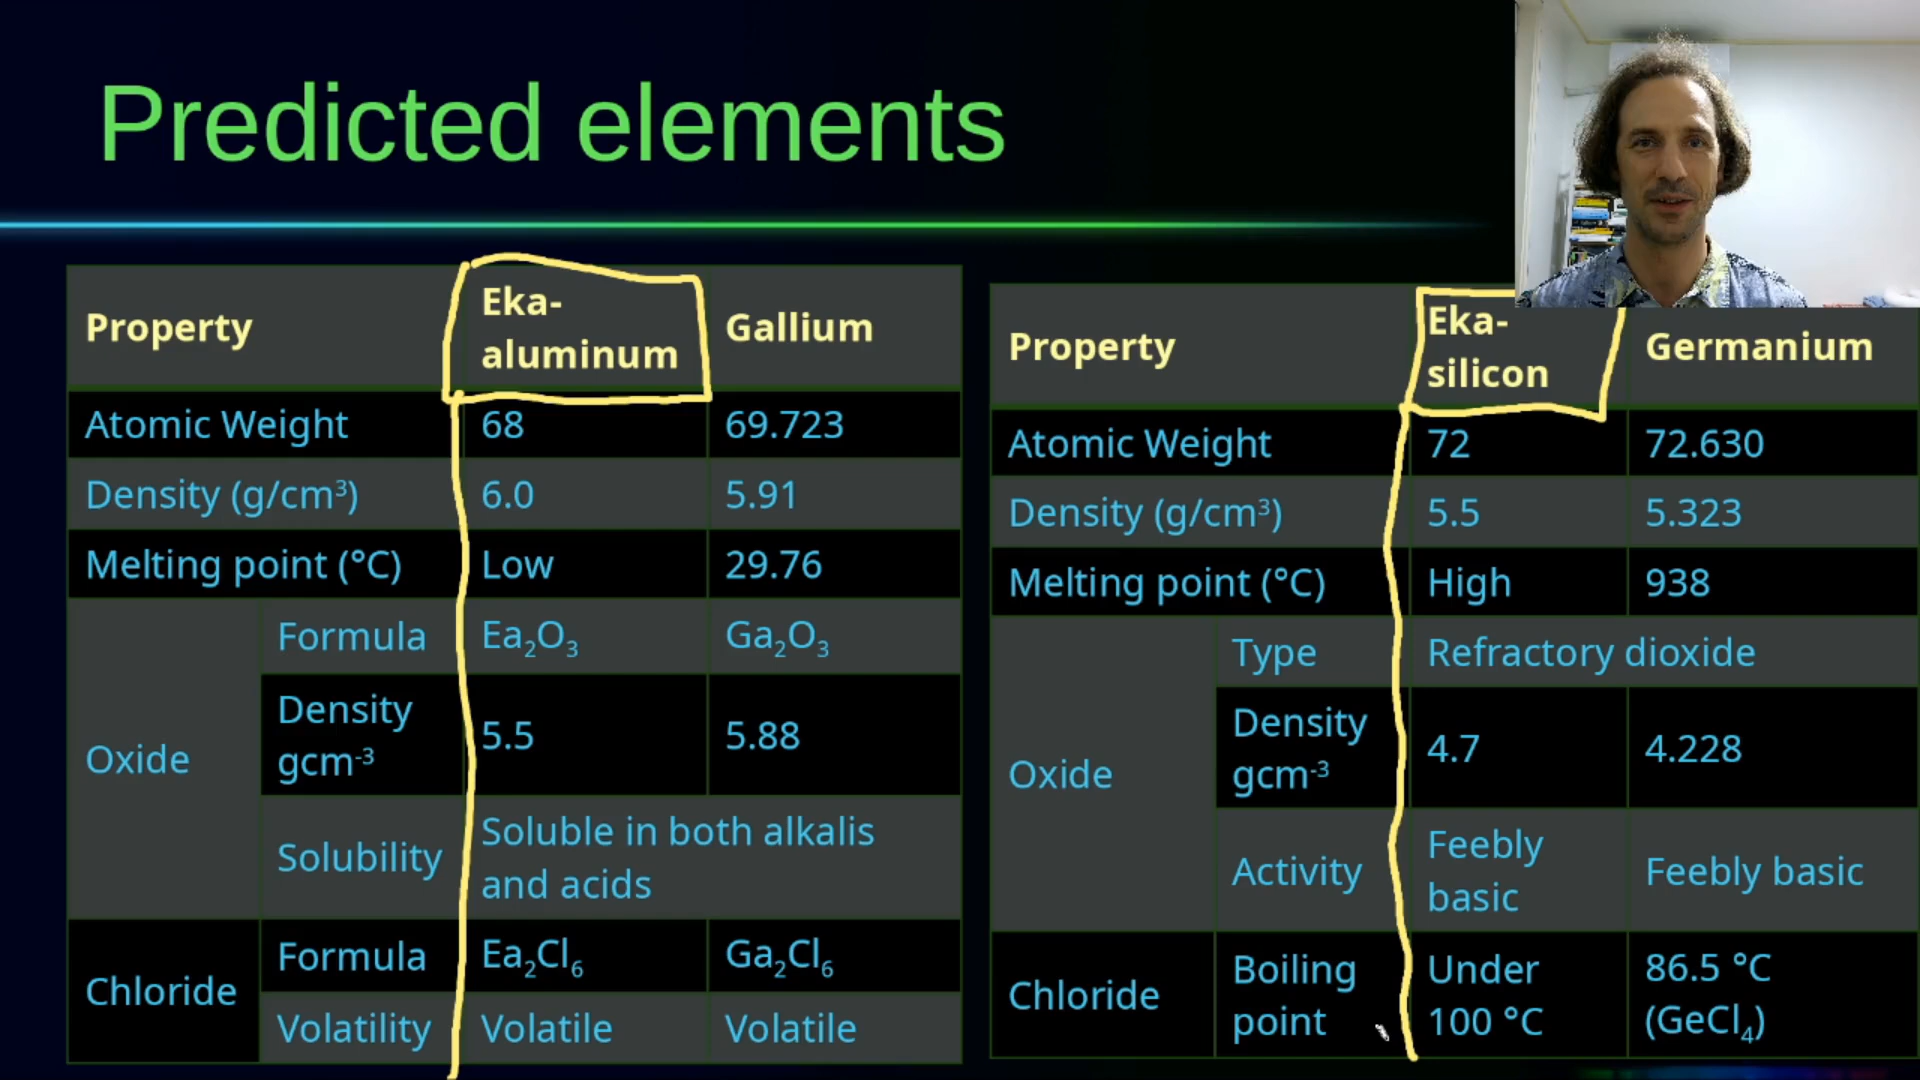 Predicted elements
Property
Eka-
aluminum
Gallium
Atomic Weight
68
69.723
Density (g/cm³)
6.0
5.91
Melting point (°C)
Low
29.76
Oxide
Formula
Ea₂O₃
Ga₂O₃
Density
gcm⁻³
5.5
5.88
Solubility
Soluble in both alkalis
and acids
Chloride
Formula
Ea₂Cl₆
Ga₂Cl₆
Volatility
Volatile
Volatile
Property
Eka-
silicon
Germanium
Atomic Weight
72
72.630
Density (g/cm³)
5.5
5.323
Melting point (°C)
High
938
Oxide
Type
Refractory dioxide
Density
gcm⁻³
4.7
4.228
Activity
Feebly
basic
Feebly basic
Chloride
Boiling
point
Under
100 °C
86.5 °C
(GeCl₄)